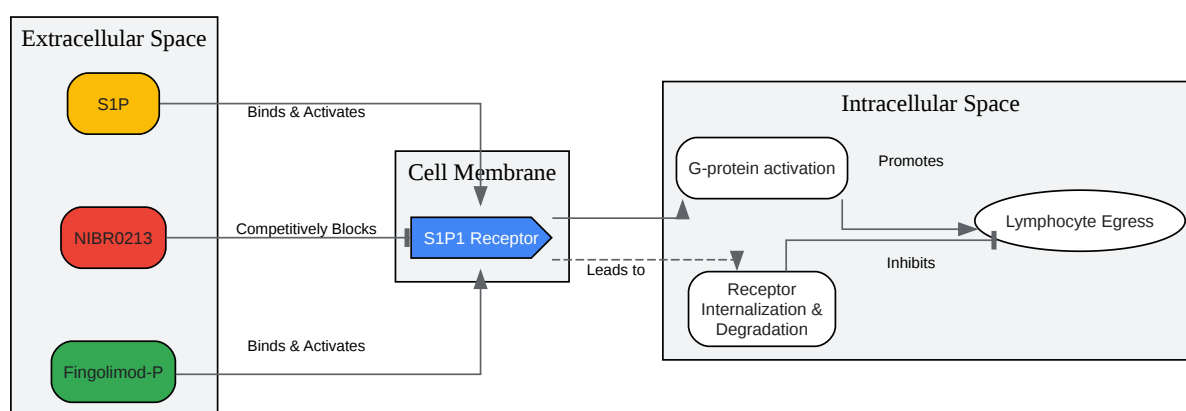 Extracellular Space
S1P
Binds & Activates
NIBR0213
Competitively Blocks
Fingolimod-P
Binds & Activates
Cell Membrane
S1P1 Receptor
Leads to
Intracellular Space
G-protein activation
Promotes
Lymphocyte Egress
Inhibits
Receptor
Internalization &
Degradation